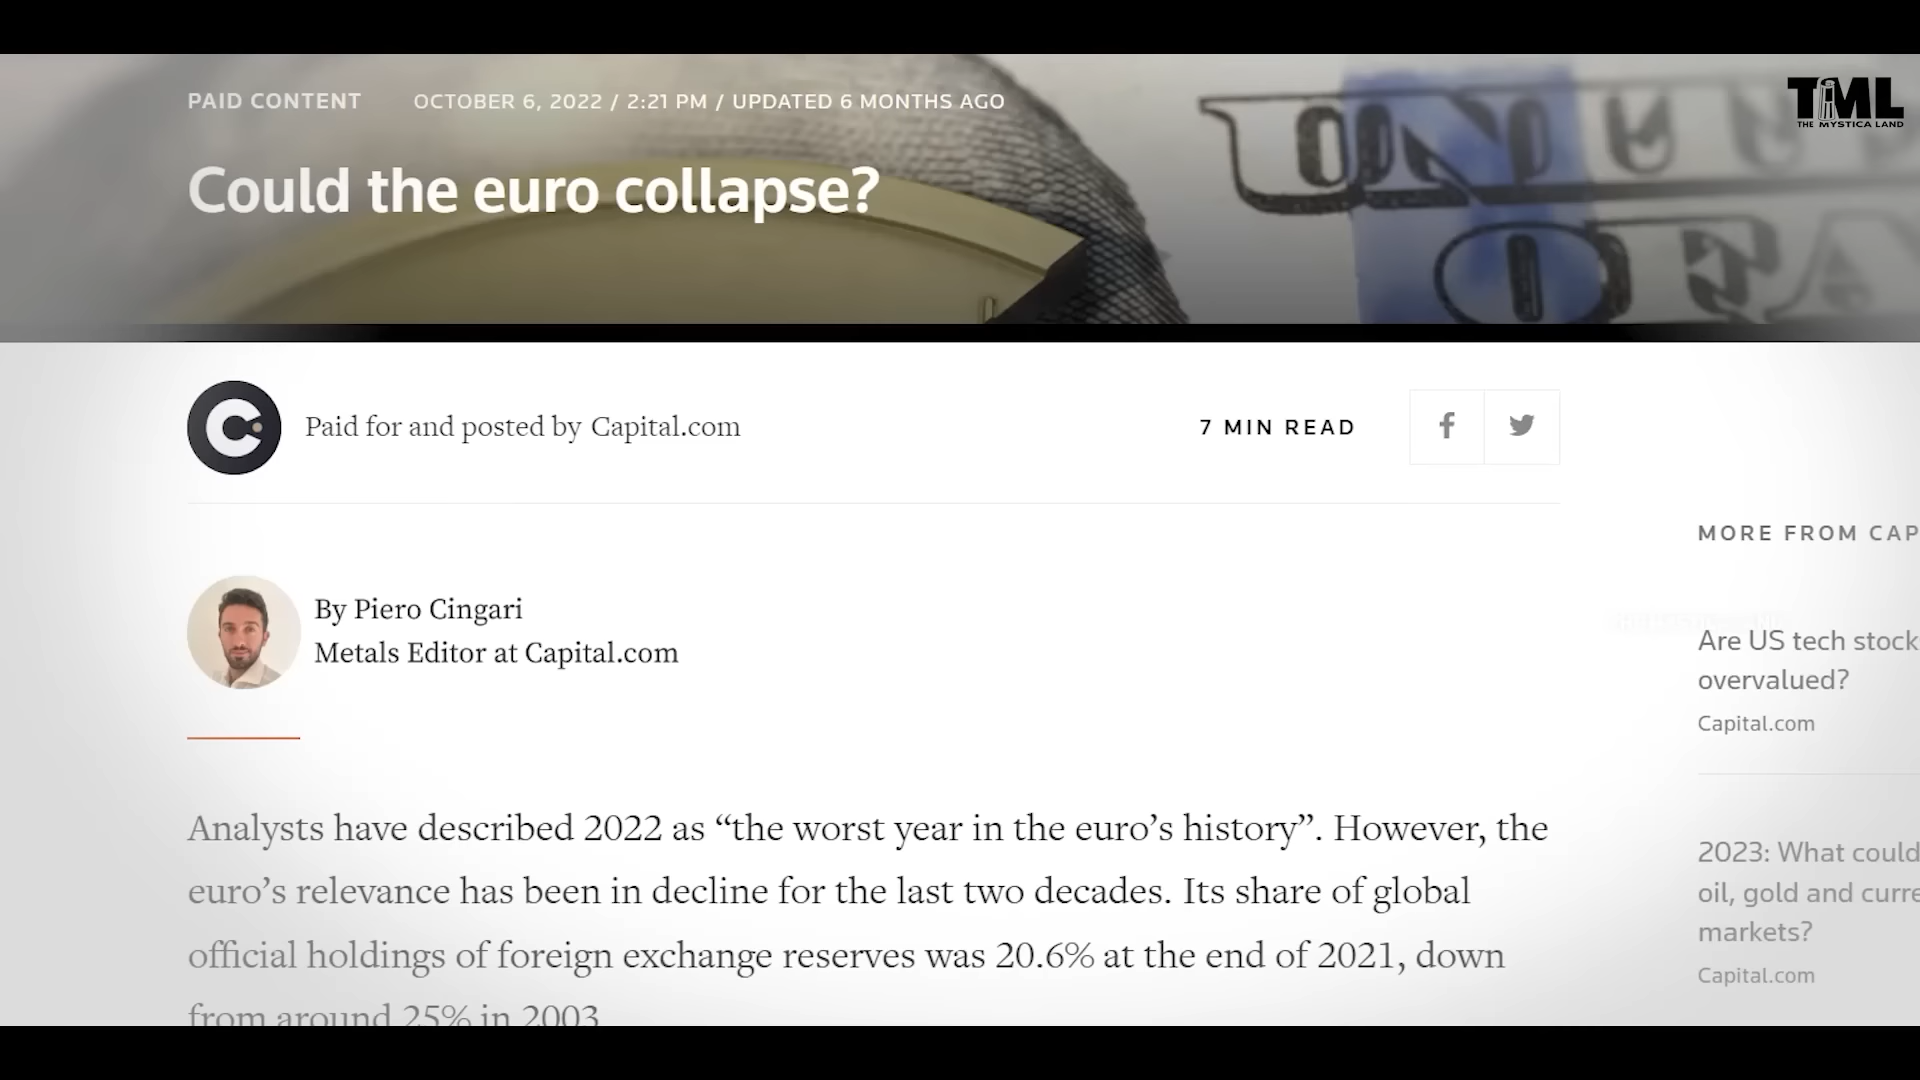 PAID CONTENT OCTOBER 6, 2022 / 2:21 PM / UPDATED 6 MONTHS AGO
TML
THE MYSTICA LAND
Could the euro collapse?
UN
OF A
Paid for and posted by Capital.com
7 MIN READ
By Piero Cingari
Metals Editor at Capital.com
Analysts have described 2022 as “the worst year in the euro’s history”. However, the
euro’s relevance has been in decline for the last two decades. Its share of global
official holdings of foreign exchange reserves was 20.6% at the end of 2021, down
from around 25% in 2003
MORE FROM CAP
Are US tech stock
overvalued?
Capital.com
2023: What could
oil, gold and curre
markets?
Capital.com